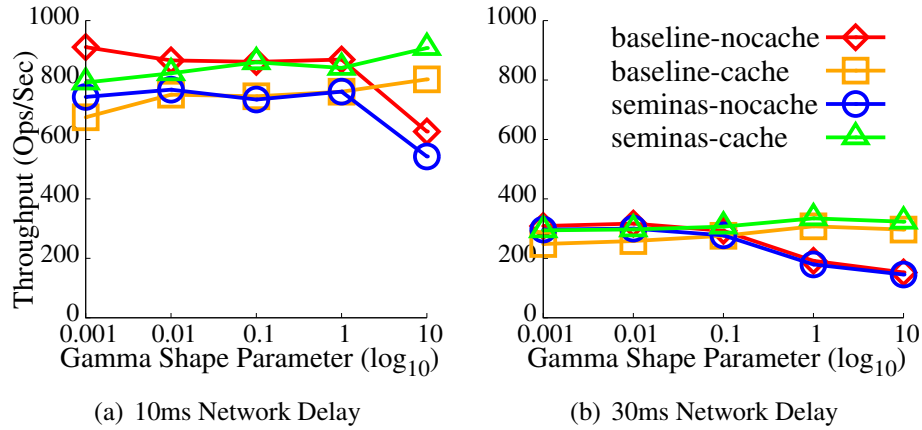 1000
800
600
400
200
0
0.001 0.01 0.1 1 10
Throughput (Ops/Sec)
Gamma Shape Parameter (log10)
(a) 10ms Network Delay
1000
800
600
400
200
0
0.001 0.01 0.1 1 10
baseline-nocache
baseline-cache
seminas-nocache
seminas-cache
Gamma Shape Parameter (log10)
(b) 30ms Network Delay